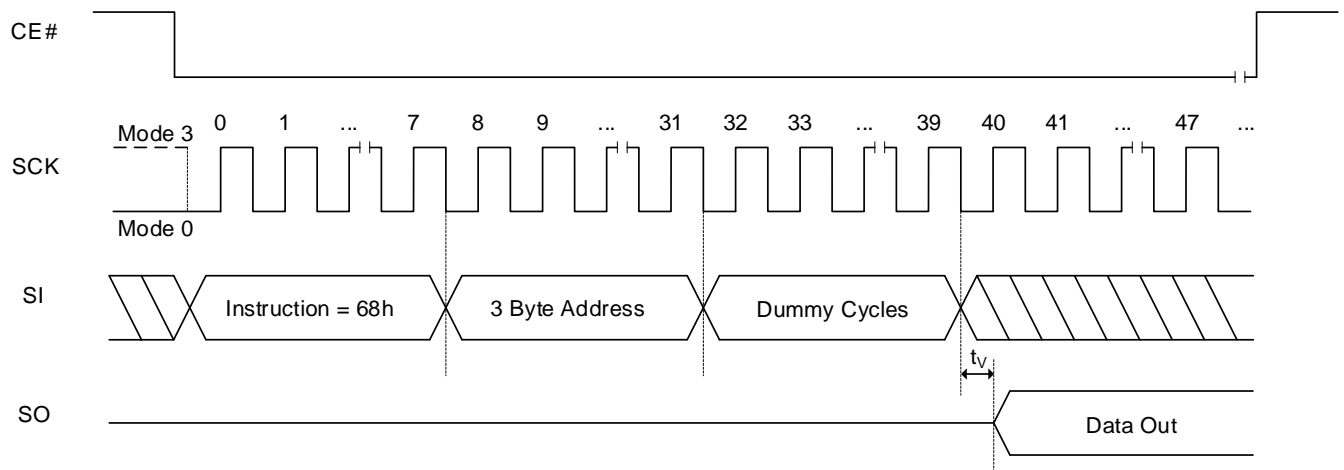 CE#
0 1 ... 7 8 9 ... 31 32 33 ... 39 40 41 ... 47 ...
Mode 3
SCK
Mode 0
SI
Instruction = 68h
3 Byte Address
Dummy Cycles
tV
SO
Data Out